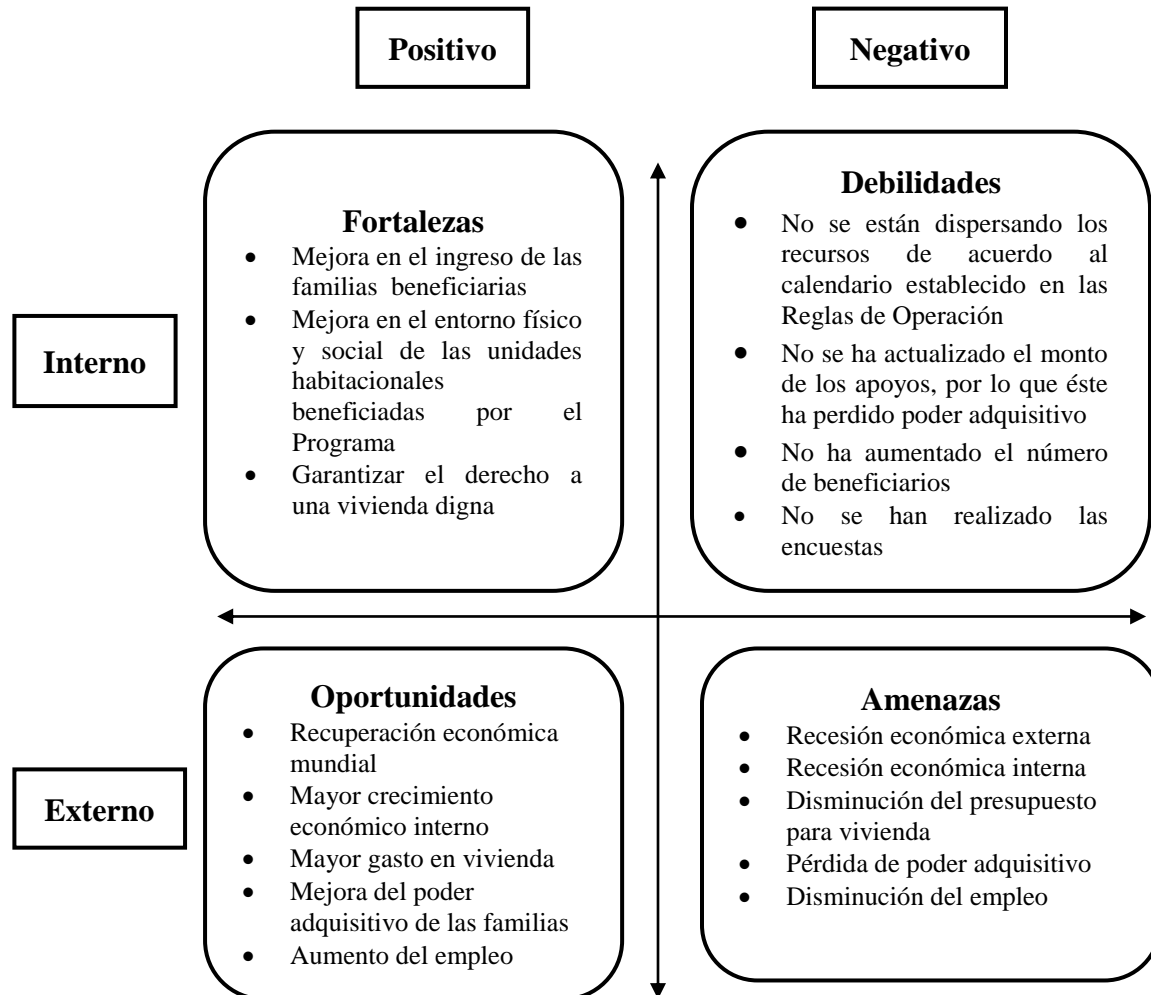 Positivo
Negativo
Interno
Fortalezas
• Mejora en el ingreso de las
familias beneficiarias
• Mejora en el entorno físico
y social de las unidades
habitacionales
beneficiadas por el
Programa
• Garantizar el derecho a
una vivienda digna
Debilidades
• No se están dispersando los
recursos de acuerdo al
calendario establecido en las
Reglas de Operación
• No se ha actualizado el monto
de los apoyos, por lo que éste
ha perdido poder adquisitivo
• No ha aumentado el número
de beneficiarios
• No se han realizado las
encuestas
Externo
Oportunidades
• Recuperación económica
mundial
• Mayor crecimiento
económico interno
• Mayor gasto en vivienda
• Mejora del poder
adquisitivo de las familias
• Aumento del empleo
Amenazas
• Recesión económica externa
• Recesión económica interna
• Disminución del presupuesto
para vivienda
• Pérdida de poder adquisitivo
• Disminución del empleo